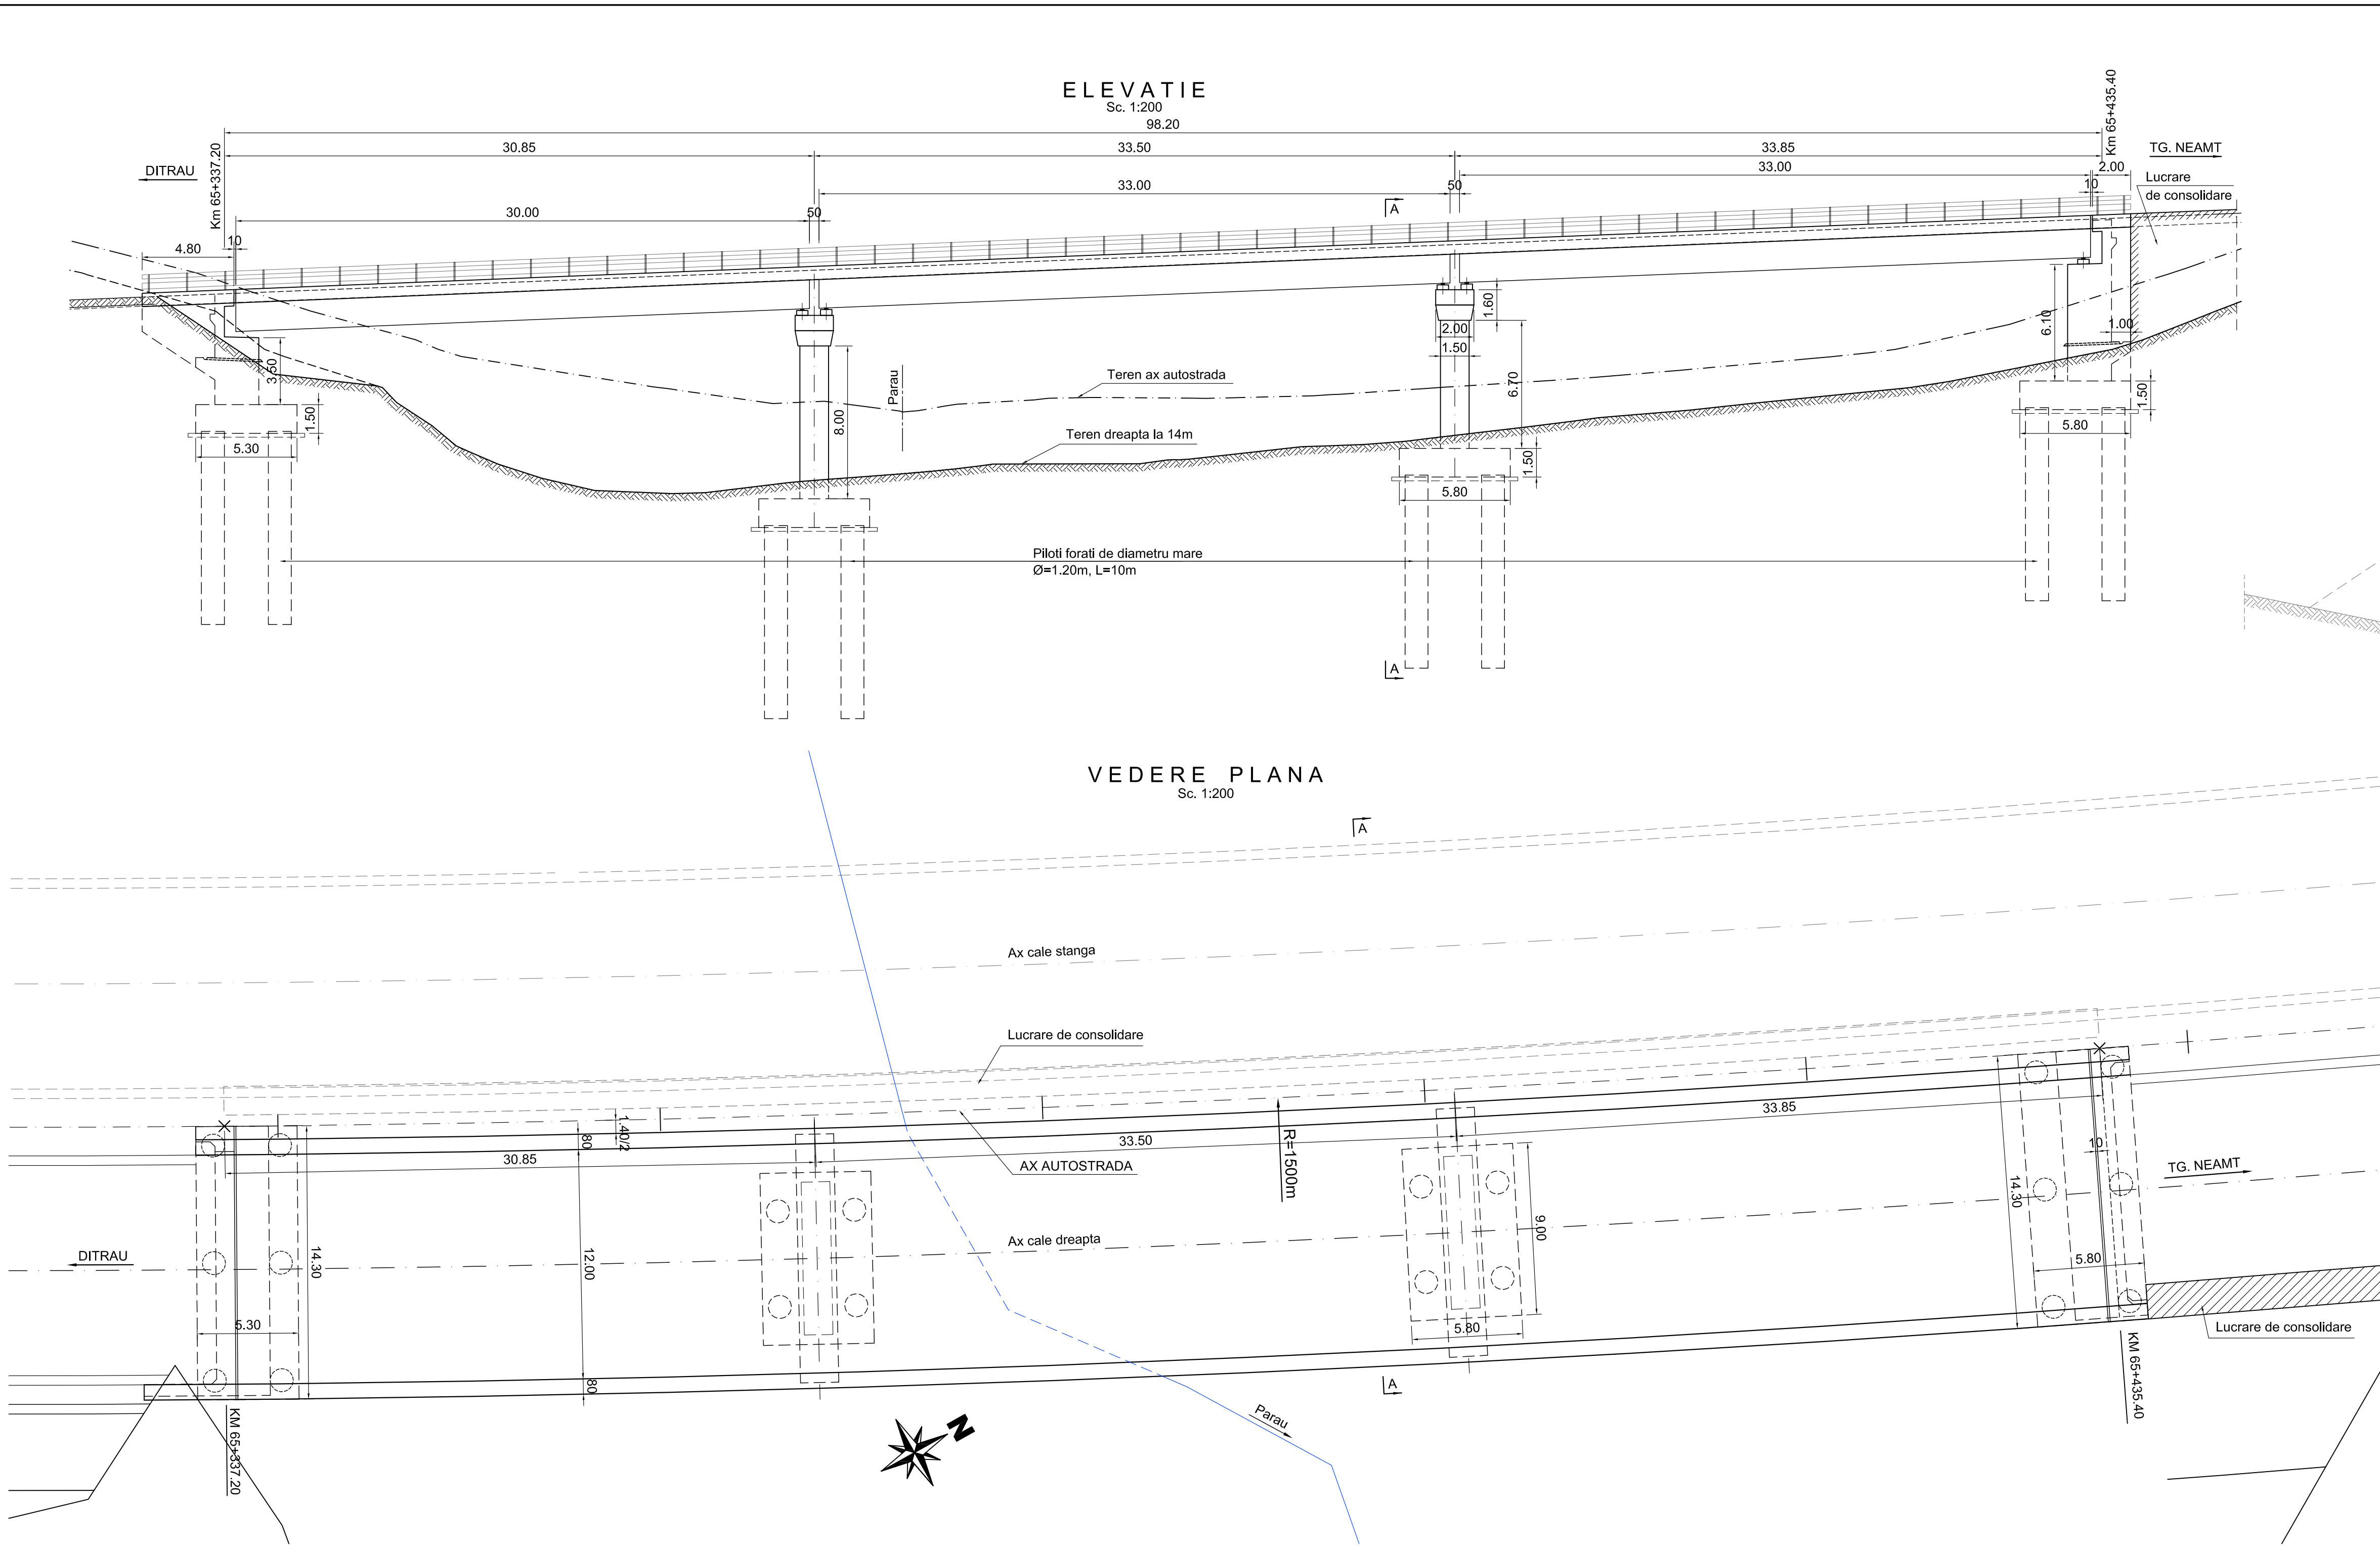 E L E V A T I E
Sc. 1:200
98.20
Km 65+337.20
Km 65+435.40
30.85
33.50
33.85
DITRAU
TG. NEAMT
33.00
2.00
33.00
50
10
Lucrare
de consolidare
A
30.00
50
4.80
10
1.60
2.00
1.50
6.10
1.00
3.50
Teren ax autostrada
Parau
6.70
8.00
1.50
1.50
Teren dreapta la 14m
5.30
5.80
1.50
5.80
Piloti forati de diametru mare
Ø=1.20m, L=10m
A
V E D E R E P L A N A
Sc. 1:200
A
Ax cale stanga
Lucrare de consolidare
1.40/2
80
33.85
33.50
30.85
AX AUTOSTRADA
R=1500m
10
TG. NEAMT
14.30
9.00
Ax cale dreapta
DITRAU
14.30
12.00
5.80
5.30
5.80
Lucrare de consolidare
80
A
KM 65+435.40
KM 65+337.20
Parau
N